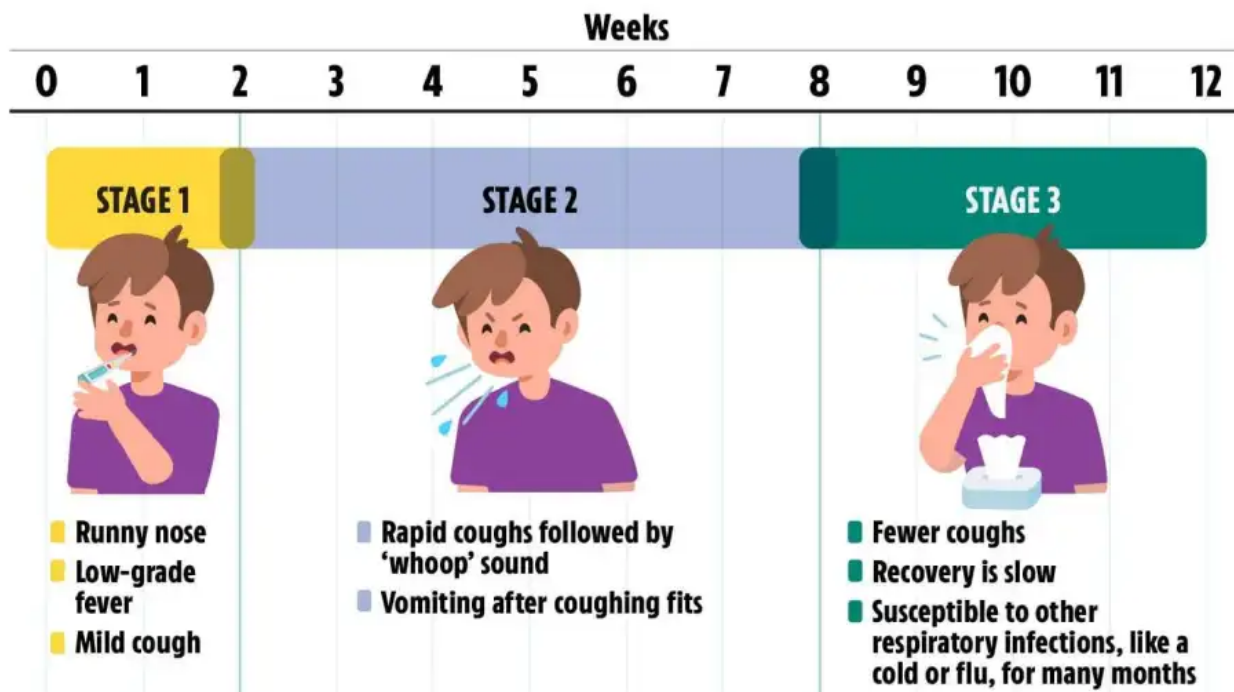 Weeks
0 1 2 3 4 5 6 7 8 9 10 11 12
STAGE 1 STAGE 2 STAGE 3
Runny nose
Low-grade
fever
Mild cough
Rapid coughs followed by
‘whoop’ sound
Vomiting after coughing fits
Fewer coughs
Recovery is slow
Susceptible to other
respiratory infections, like a
cold or flu, for many months